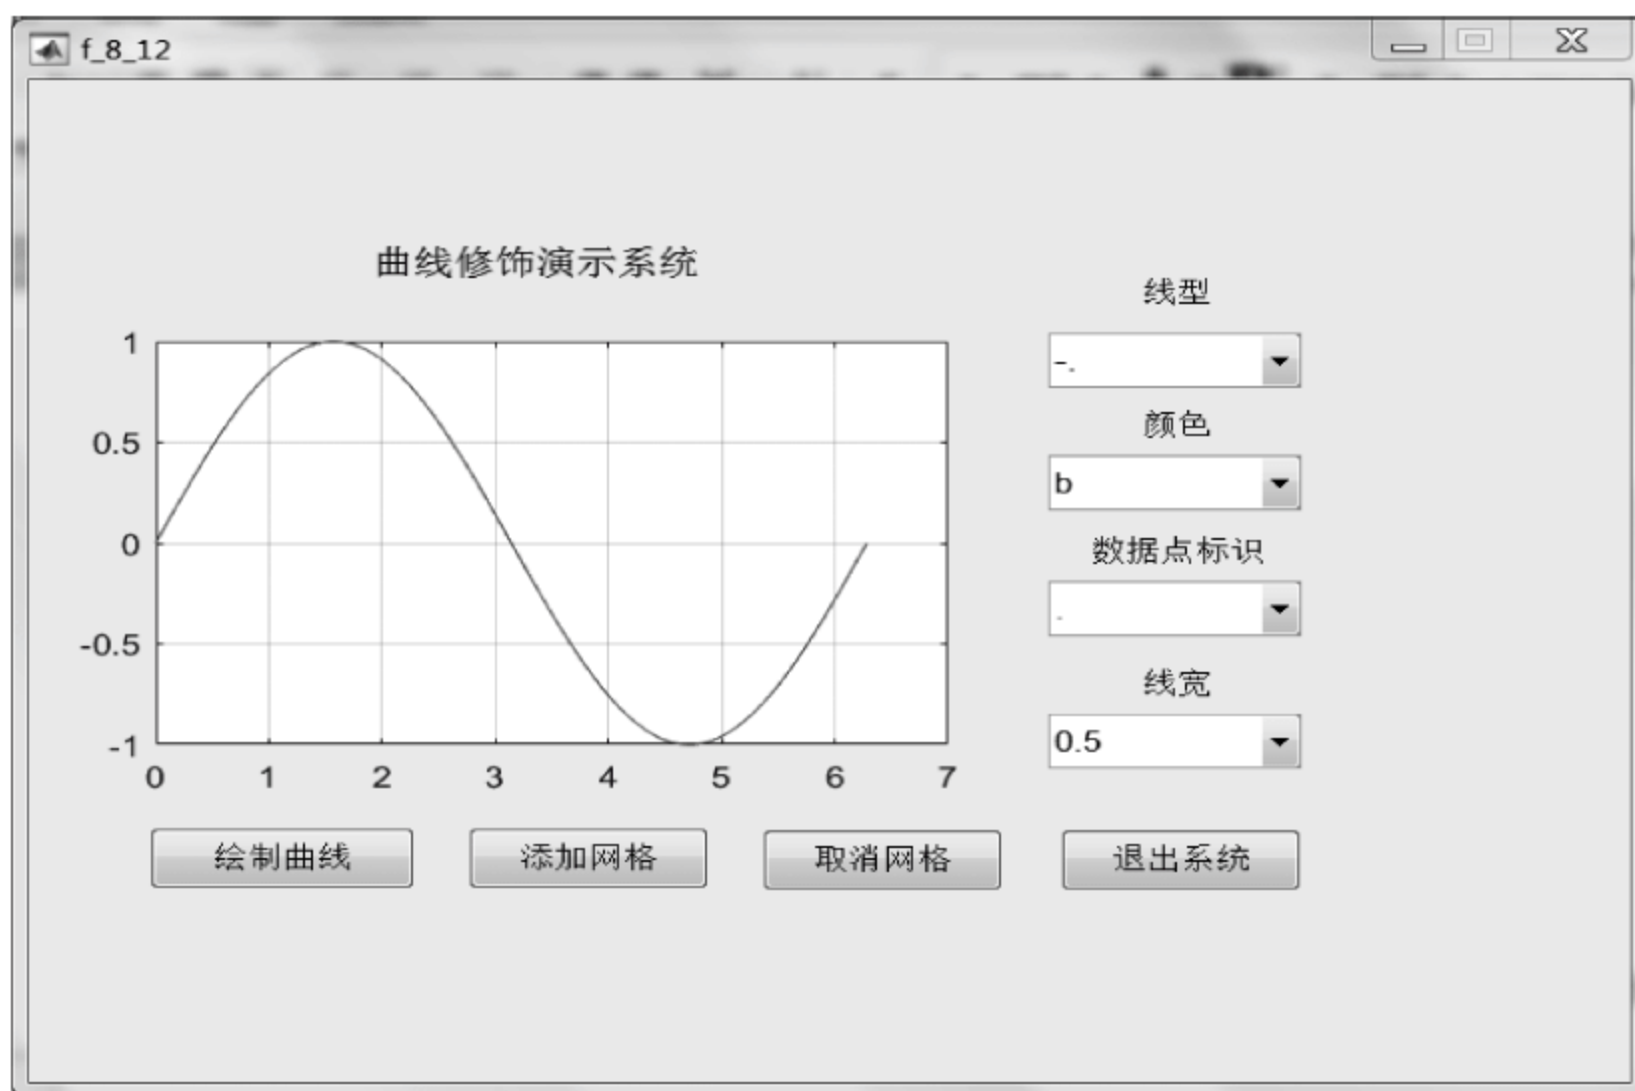 f_8_12
曲线修饰演示系统
1
0.5
0
-0.5
-1
0 1 2 3 4 5 6 7
线型
-.
颜色
b
数据点标识
.
线宽
0.5
绘制曲线 添加网格 取消网格 退出系统